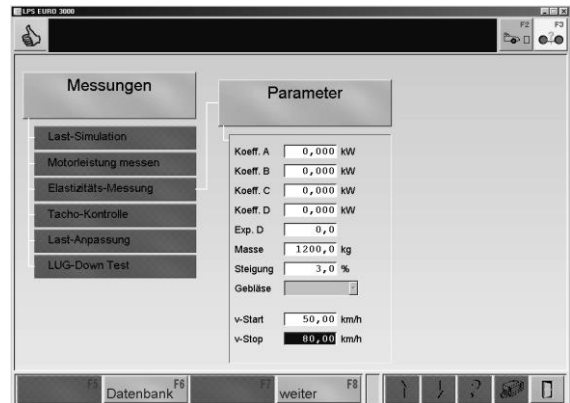 LPS EURO 3000
F2
F3
Messungen
Last-Simulation
Motorleistung messen
Elastizitäts-Messung
Tacho-Kontrolle
Last-Anpassung
LUG-Down Test
Parameter
Koeff. A 0,000 kW
Koeff. B 0,000 kW
Koeff. C 0,000 kW
Koeff. D 0,000 kW
Exp. D 0,0
Masse 1200,0 kg
Steigung 3,0 %
Gebläse
v-Start 50,00 km/h
v-Stop 80,00 km/h
F5
Datenbank F6
F7
weiter F8